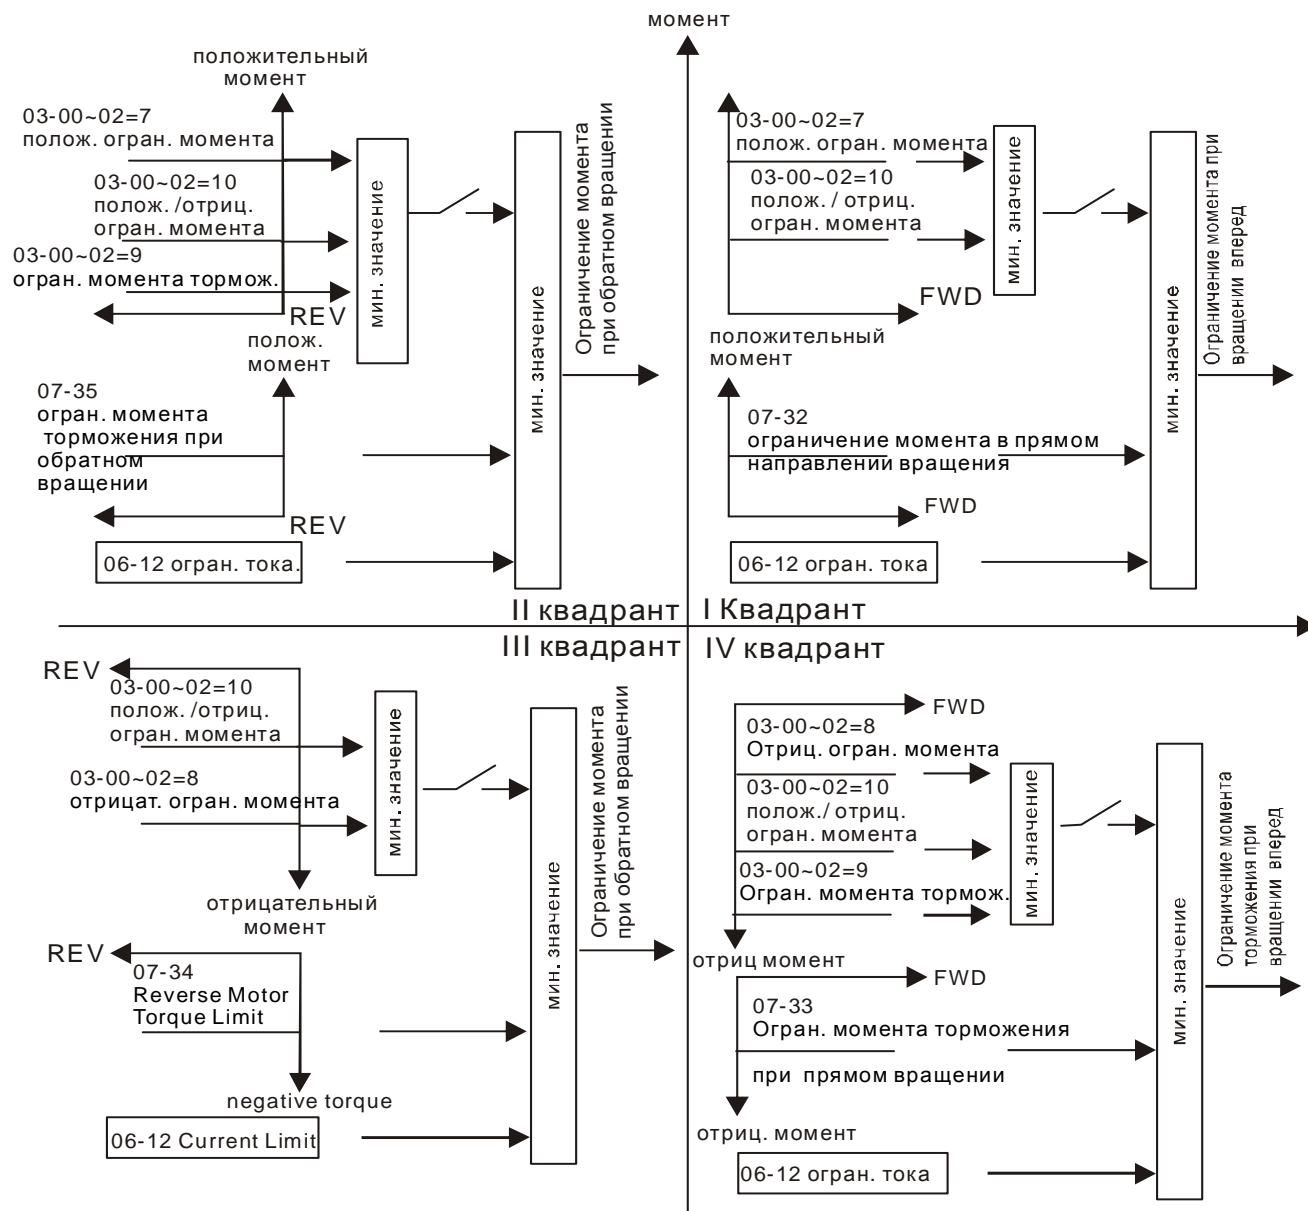 момент
положительный
момент
03-00~02=7
полож. огран. момента
03-00~02=10
полож. /отриц.
огран. момента
03-00~02=9
огран. момента тормож.
REV
мин. значение
мин. значение
Ограничение момента
при обратном вращении
полож.
момент
07-35
огран. момента
торможения при
обратном
вращении
REV
06-12 огран. тока.
II квадрант
03-00~02=7
полож. огран. момента
03-00~02=10
полож. / отриц.
огран. момента
FWD
мин. значение
мин. значение
Ограничение момента при
вращении вперед
положительный
момент
07-32
ограничение момента в прямом
направлении вращения
FWD
06-12 огран. тока
I Квадрант
III квадрант
REV
03-00~02=10
полож. /отриц.
огран. момента
03-00~02=8
отрицат. огран. момента
мин. значение
мин. значение
Ограничение момента
при обратном вращении
отрицательный
момент
REV
07-34
Reverse Motor
Torque Limit
negative torque
06-12 Current Limit
IV квадрант
FWD
03-00~02=8
Отриц. огран. момента
03-00~02=10
полож./ отриц.
огран. момента
03-00~02=9
Огран. момента тормож.
мин. значение
мин. значение
Ограничение момента
торможения при
вращении вперед
отриц момент
FWD
07-33
Огран. момента торможения
при прямом вращении
отриц. момент
06-12 огран. тока